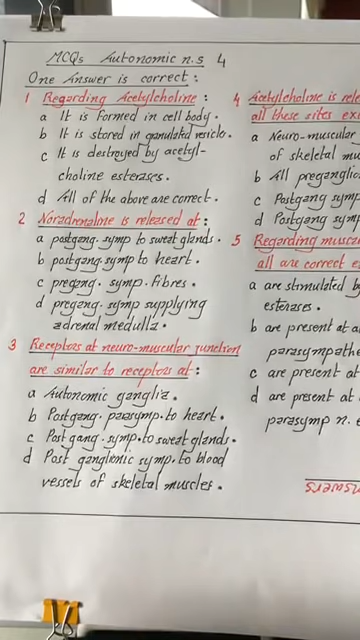 MCQs Autonomic n.s 4
One Answer is correct :
1 Regarding Acetylcholine :
a It is formed in cell body.
b It is stored in granulated vesicle.
c It is destroyed by acetyl-
choline esterases.
d All of the above are correct.
2 Noradrenaline is released at :
a postgang. symp to sweat glands.
b postgang. symp to heart.
c pregang. symp. fibres.
d pregang. symp supplying
adrenal medulla.
3 Receptors at neuro-muscular junction
are similar to receptors at :
a Autonomic ganglia.
b Postgang. parasymp. to heart.
c Postgang. symp. to sweat glands.
d Post ganglionic symp. to blood
vessels of skeletal muscles.
4 Acetylcholine is rele
all these sites ex
a Neuro-muscular
of skeletal mu
b All preganglio
c Postgang symp
d Postgang symp
5 Regarding musca
all are correct e
a are stimulated b
esterases.
b are present at a
parasympathe
c are present at
d are present at
parasymp n. e
nswers